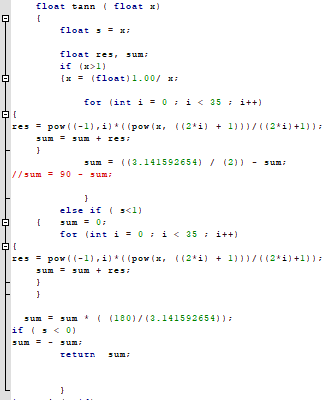 float tann ( float x)
{
float s = x;
float res, sum;
if (x>1)
{x = (float)1.00/ x;
for (int i = 0 ; i < 35 ; i++)
{
res = pow((-1),i)*((pow(x, ((2*i) + 1)))/((2*i)+1));
sum = sum + res;
}
sum = ((3.141592654) / (2)) - sum;
//sum = 90 - sum;
}
else if ( s<1)
{ sum = 0;
for (int i = 0 ; i < 35 ; i++)
{
res = pow((-1),i)*((pow(x, ((2*i) + 1)))/((2*i)+1));
sum = sum + res;
}
}
sum = sum * ( (180)/(3.141592654));
if ( s < 0)
sum = - sum;
return sum;
}